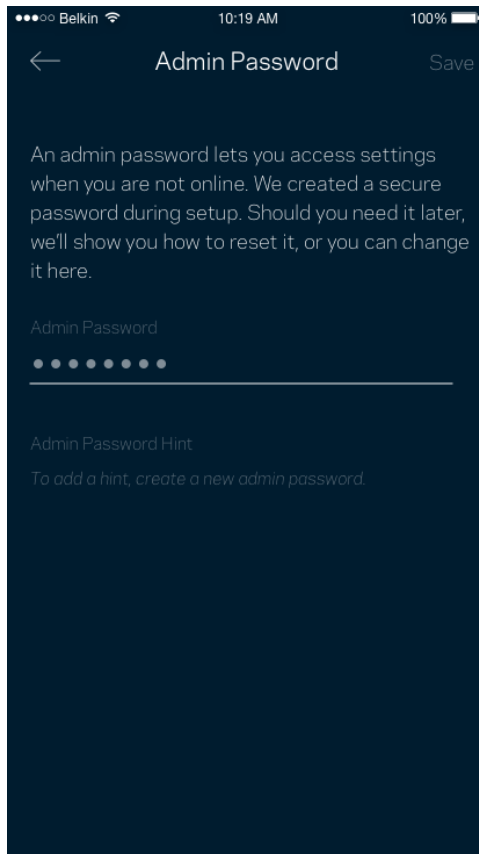 Belkin 10:19 AM 100%
Admin Password Save
An admin password lets you access settings
when you are not online. We created a secure
password during setup. Should you need it later,
we'll show you how to reset it, or you can change
it here.
Admin Password
••••••••
Admin Password Hint
To add a hint, create a new admin password.